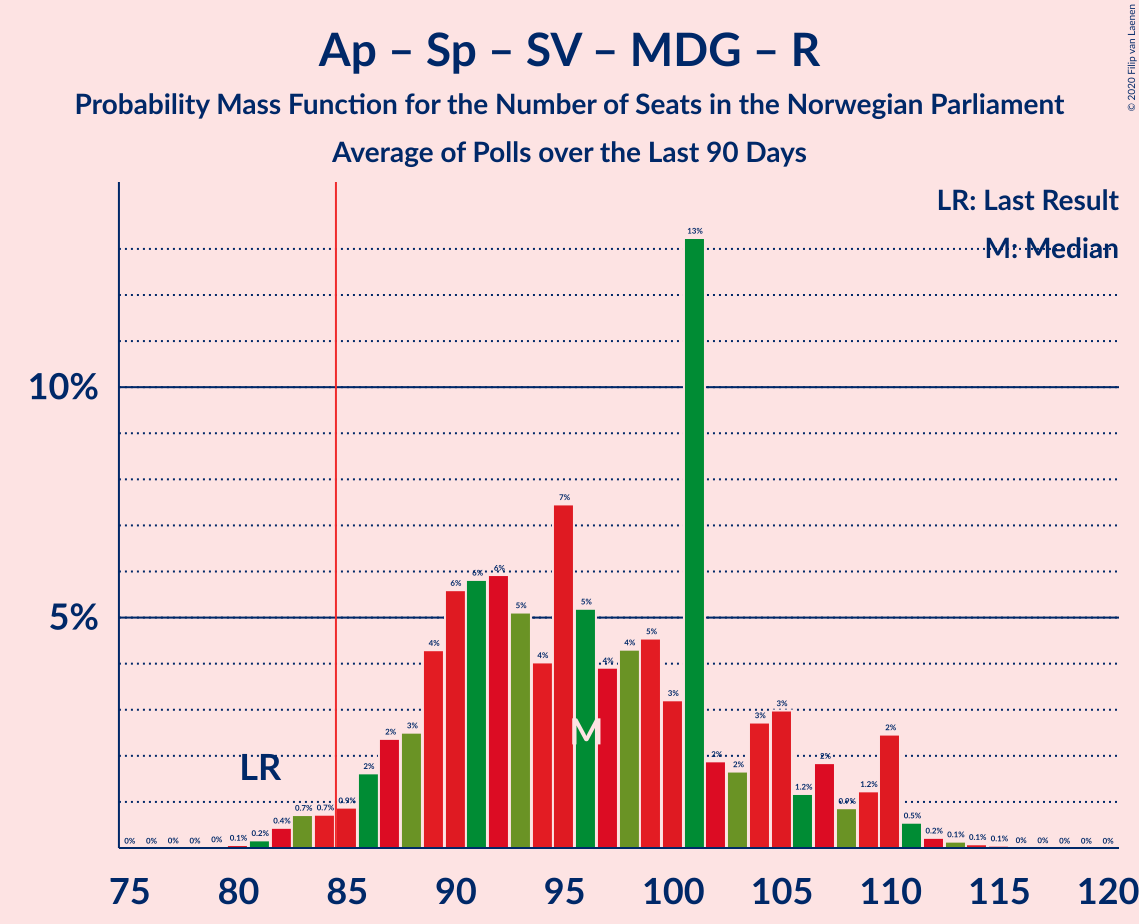 Ap – Sp – SV – MDG – R
Probability Mass Function for the Number of Seats in the Norwegian Parliament
Average of Polls over the Last 90 Days
© 2020 Filip van Laenen
LR: Last Result
M: Median
10%
5%
LR
M
0% 0% 0% 0% 0% 0.1% 0.2% 0.4% 0.7% 0.7% 0.9% 2% 2% 3% 4% 6% 6% 6% 5% 4% 7% 5% 4% 4% 5% 3% 13% 2% 2% 3% 3% 1.2% 2% 0.9% 1.2% 2% 0.5% 0.2% 0.1% 0.1% 0.1% 0% 0% 0% 0% 0%
75 80 85 90 95 100 105 110 115 120